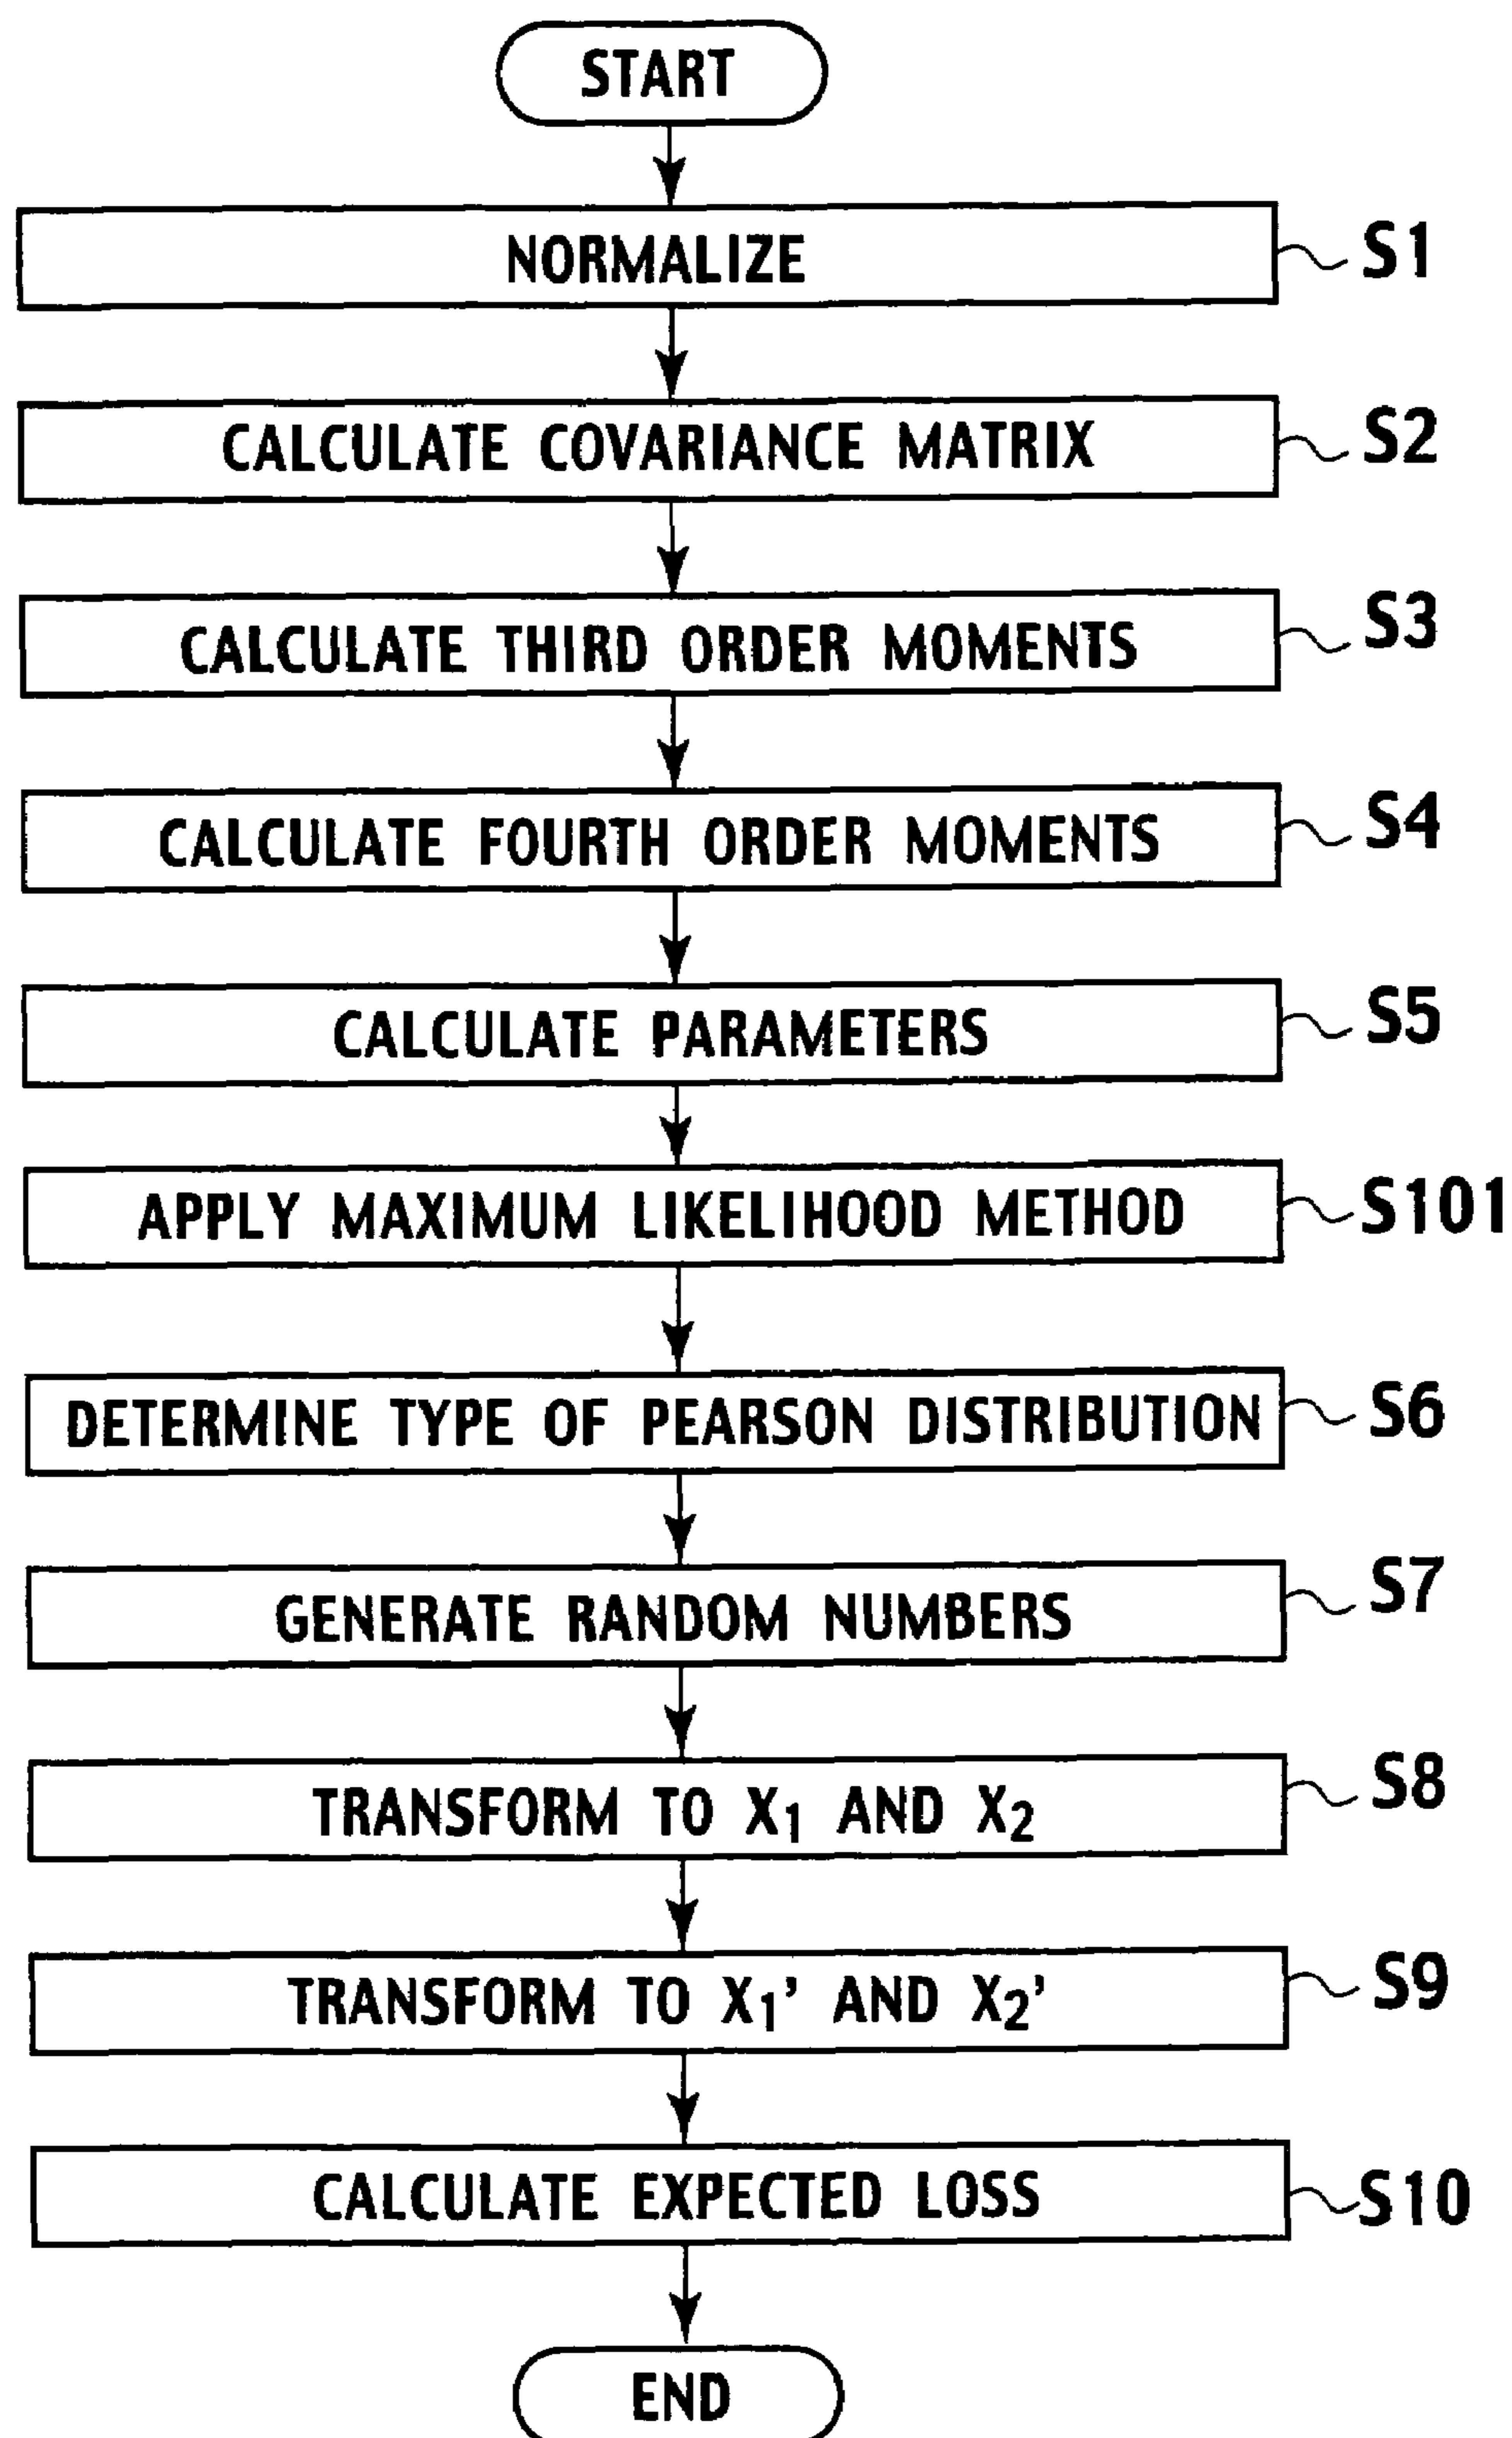 START
NORMALIZE S1
CALCULATE COVARIANCE MATRIX S2
CALCULATE THIRD ORDER MOMENTS S3
CALCULATE FOURTH ORDER MOMENTS S4
CALCULATE PARAMETERS S5
APPLY MAXIMUM LIKELIHOOD METHOD S101
DETERMINE TYPE OF PEARSON DISTRIBUTION S6
GENERATE RANDOM NUMBERS S7
TRANSFORM TO X₁ AND X₂ S8
TRANSFORM TO X₁' AND X₂' S9
CALCULATE EXPECTED LOSS S10
END